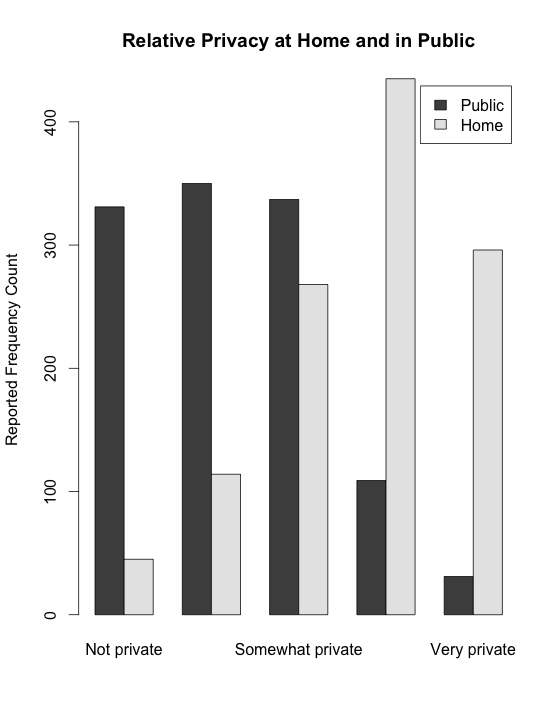 Relative Privacy at Home and in Public
Public
Home
Reported Frequency Count
400
300
200
100
0
Not private
Somewhat private
Very private